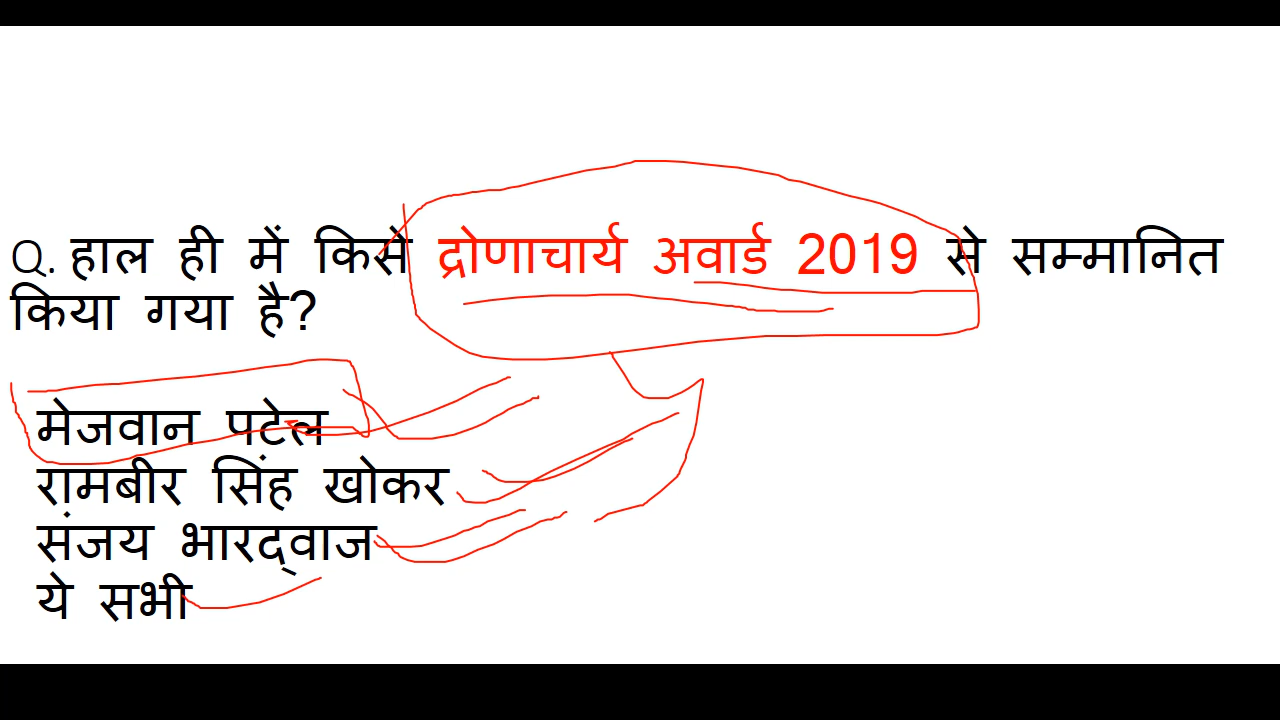 Q. हाल ही में किसे द्रोणाचार्य अवार्ड 2019 से सम्मानित
किया गया है?
मेजवान पटेल
रामबीर सिंह खोकर
संजय भारद्वाज
ये सभी